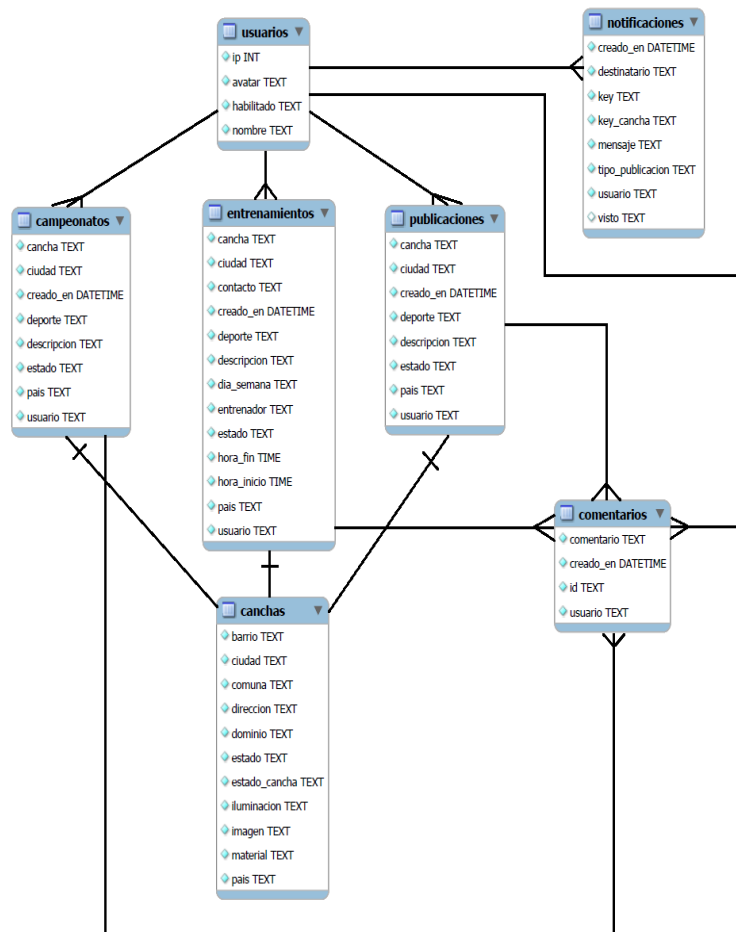 usuarios
ip INT
avatar TEXT
habilitado TEXT
nombre TEXT
notificaciones
creado_en DATETIME
destinatario TEXT
key TEXT
key_cancha TEXT
mensaje TEXT
tipo_publicacion TEXT
usuario TEXT
visto TEXT
campeonatos
cancha TEXT
ciudad TEXT
creado_en DATETIME
deporte TEXT
descripcion TEXT
estado TEXT
pais TEXT
usuario TEXT
entrenamientos
cancha TEXT
ciudad TEXT
contacto TEXT
creado_en DATETIME
deporte TEXT
descripcion TEXT
dia_semana TEXT
entrenador TEXT
estado TEXT
hora_fin TIME
hora_inicio TIME
pais TEXT
usuario TEXT
publicaciones
cancha TEXT
ciudad TEXT
creado_en DATETIME
deporte TEXT
descripcion TEXT
estado TEXT
pais TEXT
usuario TEXT
comentarios
comentario TEXT
creado_en DATETIME
id TEXT
usuario TEXT
canchas
barrio TEXT
ciudad TEXT
comuna TEXT
direccion TEXT
dominio TEXT
estado TEXT
estado_cancha TEXT
iluminacion TEXT
imagen TEXT
material TEXT
pais TEXT